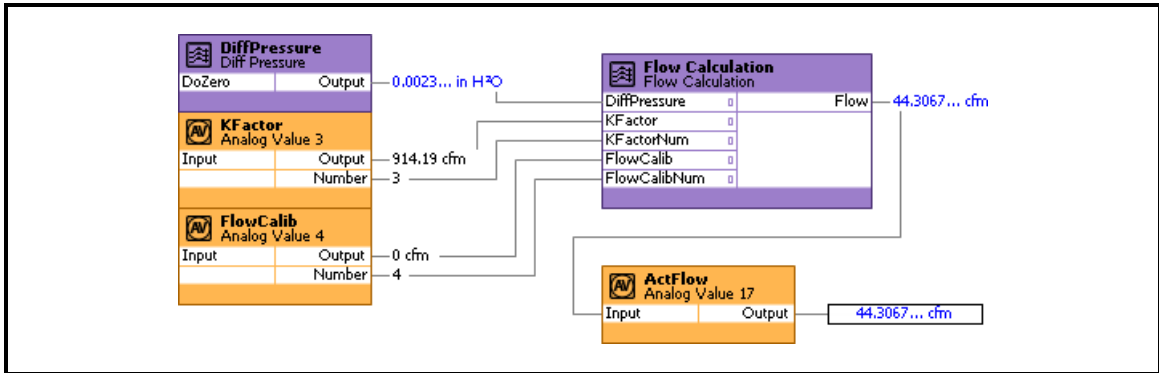 DiffPressure
Diff Pressure
DoZero Output 0.0023... in H²O
KFactor
Analog Value 3
Input Output 914.19 cfm
Number 3
FlowCalib
Analog Value 4
Input Output 0 cfm
Number 4
Flow Calculation
Flow Calculation
DiffPressure Flow 44.3067... cfm
KFactor
KFactorNum
FlowCalib
FlowCalibNum
ActFlow
Analog Value 17
Input Output 44.3067... cfm